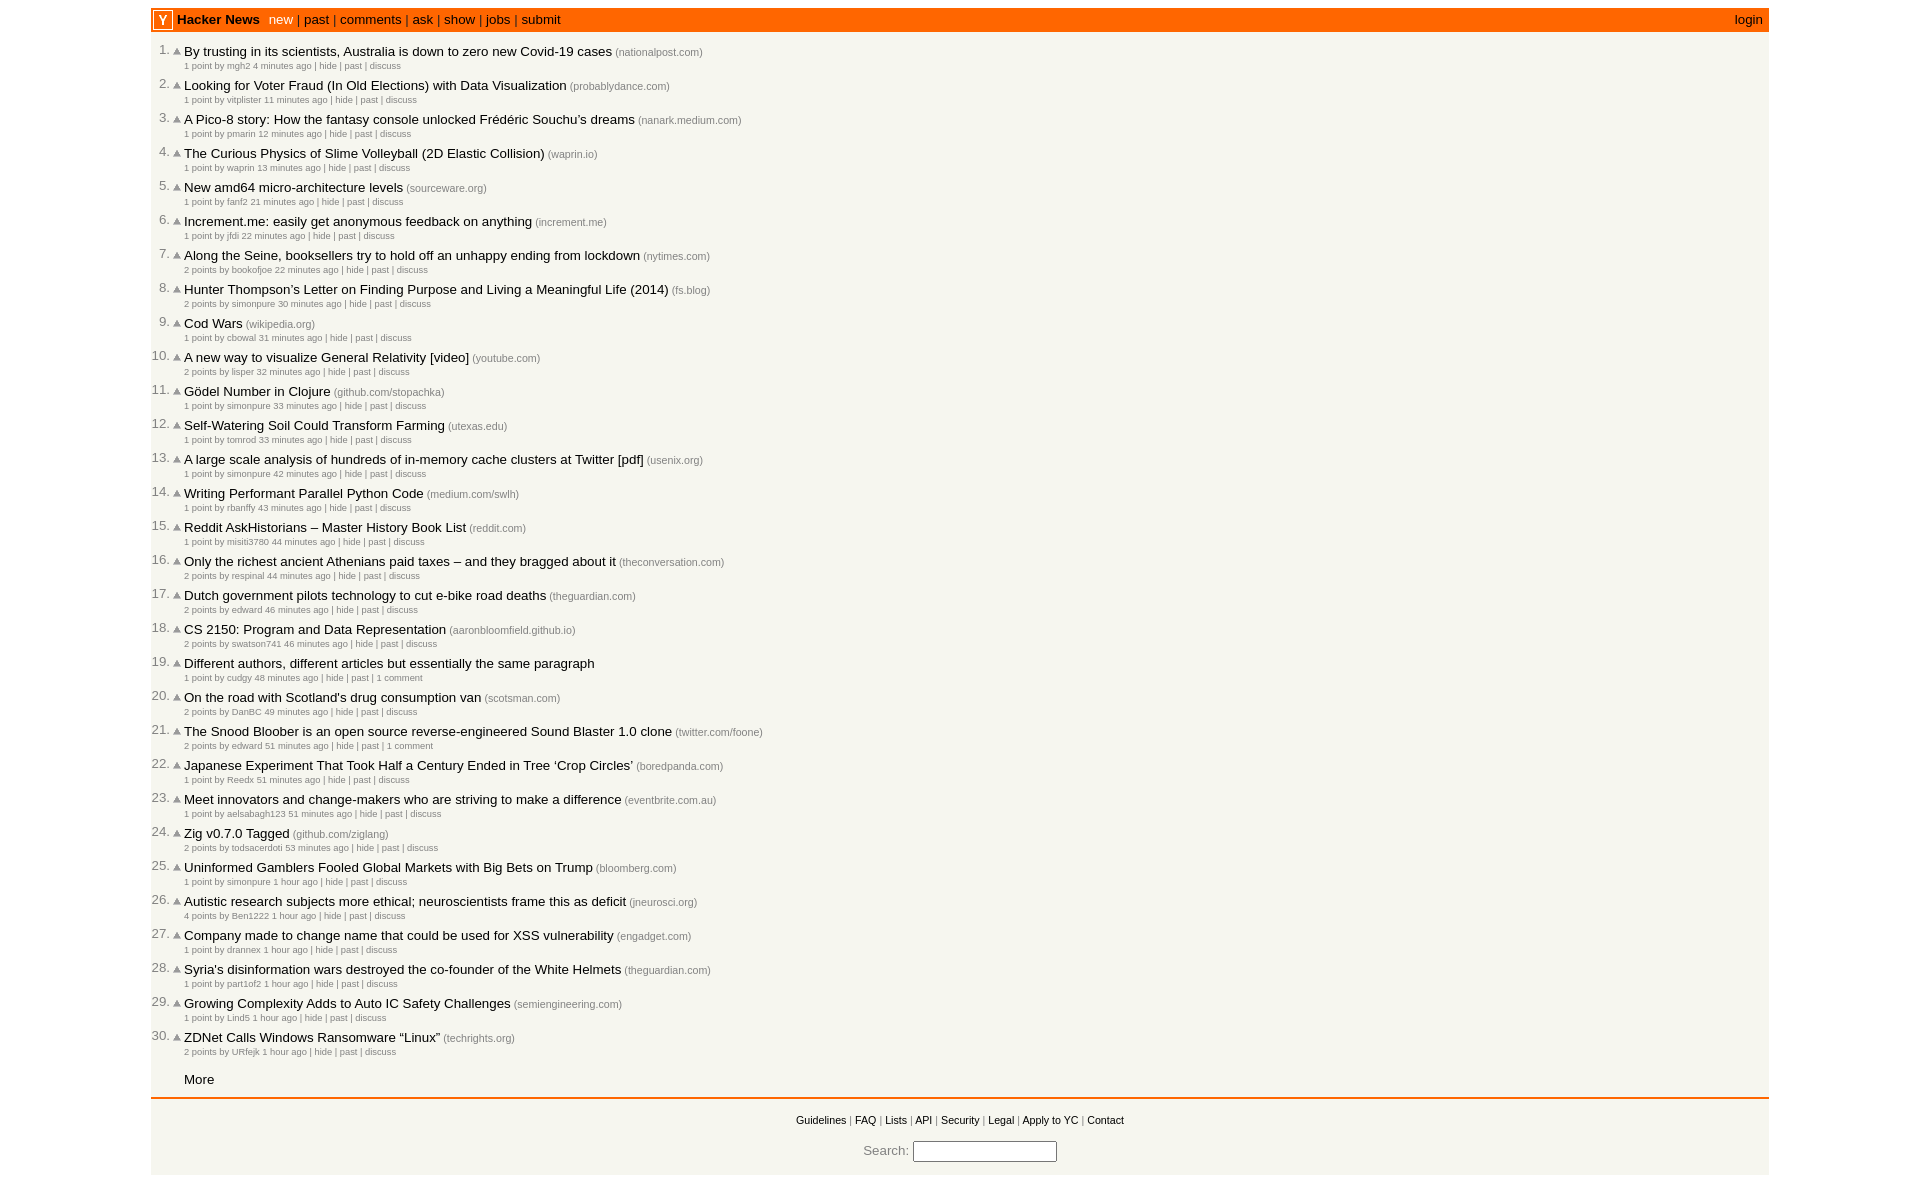 Y Hacker News new | past | comments | ask | show | jobs | submit login
1. By trusting in its scientists, Australia is down to zero new Covid-19 cases (nationalpost.com)
1 point by mgh2 4 minutes ago | hide | past | discuss
2. Looking for Voter Fraud (In Old Elections) with Data Visualization (probablydance.com)
1 point by vitplister 11 minutes ago | hide | past | discuss
3. A Pico-8 story: How the fantasy console unlocked Frédéric Souchu’s dreams (nanark.medium.com)
1 point by pmarin 12 minutes ago | hide | past | discuss
4. The Curious Physics of Slime Volleyball (2D Elastic Collision) (waprin.io)
1 point by waprin 13 minutes ago | hide | past | discuss
5. New amd64 micro-architecture levels (sourceware.org)
1 point by fanf2 21 minutes ago | hide | past | discuss
6. Increment.me: easily get anonymous feedback on anything (increment.me)
1 point by jfdi 22 minutes ago | hide | past | discuss
7. Along the Seine, booksellers try to hold off an unhappy ending from lockdown (nytimes.com)
2 points by bookofjoe 22 minutes ago | hide | past | discuss
8. Hunter Thompson’s Letter on Finding Purpose and Living a Meaningful Life (2014) (fs.blog)
2 points by simonpure 30 minutes ago | hide | past | discuss
9. Cod Wars (wikipedia.org)
1 point by cbowal 31 minutes ago | hide | past | discuss
10. A new way to visualize General Relativity [video] (youtube.com)
2 points by lisper 32 minutes ago | hide | past | discuss
11. Gödel Number in Clojure (github.com/stopachka)
1 point by simonpure 33 minutes ago | hide | past | discuss
12. Self-Watering Soil Could Transform Farming (utexas.edu)
1 point by tomrod 33 minutes ago | hide | past | discuss
13. A large scale analysis of hundreds of in-memory cache clusters at Twitter [pdf] (usenix.org)
1 point by simonpure 42 minutes ago | hide | past | discuss
14. Writing Performant Parallel Python Code (medium.com/swlh)
1 point by rbanffy 43 minutes ago | hide | past | discuss
15. Reddit AskHistorians – Master History Book List (reddit.com)
1 point by misiti3780 44 minutes ago | hide | past | discuss
16. Only the richest ancient Athenians paid taxes – and they bragged about it (theconversation.com)
2 points by respinal 44 minutes ago | hide | past | discuss
17. Dutch government pilots technology to cut e-bike road deaths (theguardian.com)
2 points by edward 46 minutes ago | hide | past | discuss
18. CS 2150: Program and Data Representation (aaronbloomfield.github.io)
2 points by swatson741 46 minutes ago | hide | past | discuss
19. Different authors, different articles but essentially the same paragraph
1 point by cudgy 48 minutes ago | hide | past | 1 comment
20. On the road with Scotland's drug consumption van (scotsman.com)
2 points by DanBC 49 minutes ago | hide | past | discuss
21. The Snood Bloober is an open source reverse-engineered Sound Blaster 1.0 clone (twitter.com/foone)
2 points by edward 51 minutes ago | hide | past | 1 comment
22. Japanese Experiment That Took Half a Century Ended in Tree ‘Crop Circles’ (boredpanda.com)
1 point by Reedx 51 minutes ago | hide | past | discuss
23. Meet innovators and change-makers who are striving to make a difference (eventbrite.com.au)
1 point by aelsabagh123 51 minutes ago | hide | past | discuss
24. Zig v0.7.0 Tagged (github.com/ziglang)
2 points by todsacerdoti 53 minutes ago | hide | past | discuss
25. Uninformed Gamblers Fooled Global Markets with Big Bets on Trump (bloomberg.com)
1 point by simonpure 1 hour ago | hide | past | discuss
26. Autistic research subjects more ethical; neuroscientists frame this as deficit (jneurosci.org)
4 points by Ben1222 1 hour ago | hide | past | discuss
27. Company made to change name that could be used for XSS vulnerability (engadget.com)
1 point by drannex 1 hour ago | hide | past | discuss
28. Syria's disinformation wars destroyed the co-founder of the White Helmets (theguardian.com)
1 point by part1of2 1 hour ago | hide | past | discuss
29. Growing Complexity Adds to Auto IC Safety Challenges (semiengineering.com)
1 point by Lind5 1 hour ago | hide | past | discuss
30. ZDNet Calls Windows Ransomware “Linux” (techrights.org)
2 points by URfejk 1 hour ago | hide | past | discuss
More
Guidelines | FAQ | Lists | API | Security | Legal | Apply to YC | Contact
Search: